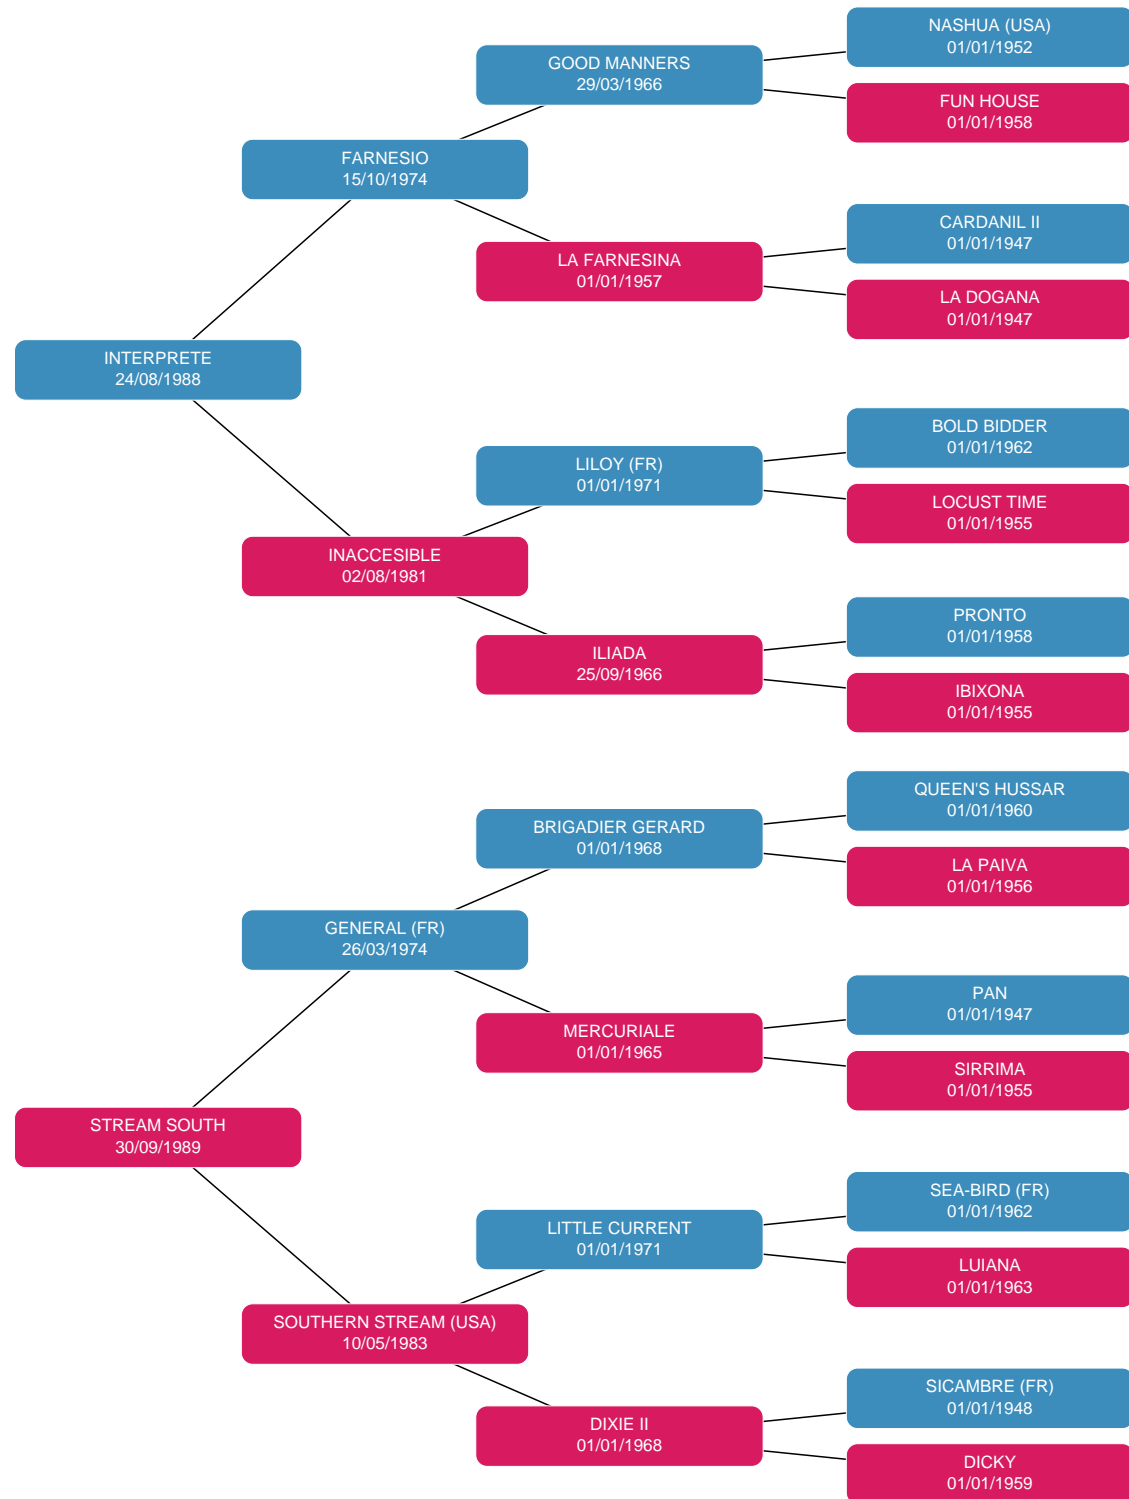 NASHUA (USA)
01/01/1952
GOOD MANNERS
29/03/1966
FUN HOUSE
01/01/1958
FARNESIO
15/10/1974
CARDANIL II
01/01/1947
LA FARNESINA
01/01/1957
LA DOGANA
01/01/1947
INTERPRETE
24/08/1988
BOLD BIDDER
01/01/1962
LILOY (FR)
01/01/1971
LOCUST TIME
01/01/1955
INACCESIBLE
02/08/1981
PRONTO
01/01/1958
ILIADA
25/09/1966
IBIXONA
01/01/1955
QUEEN'S HUSSAR
01/01/1960
BRIGADIER GERARD
01/01/1968
LA PAIVA
01/01/1956
GENERAL (FR)
26/03/1974
PAN
01/01/1947
MERCURIALE
01/01/1965
SIRRIMA
01/01/1955
STREAM SOUTH
30/09/1989
SEA-BIRD (FR)
01/01/1962
LITTLE CURRENT
01/01/1971
LUIANA
01/01/1963
SOUTHERN STREAM (USA)
10/05/1983
SICAMBRE (FR)
01/01/1948
DIXIE II
01/01/1968
DICKY
01/01/1959